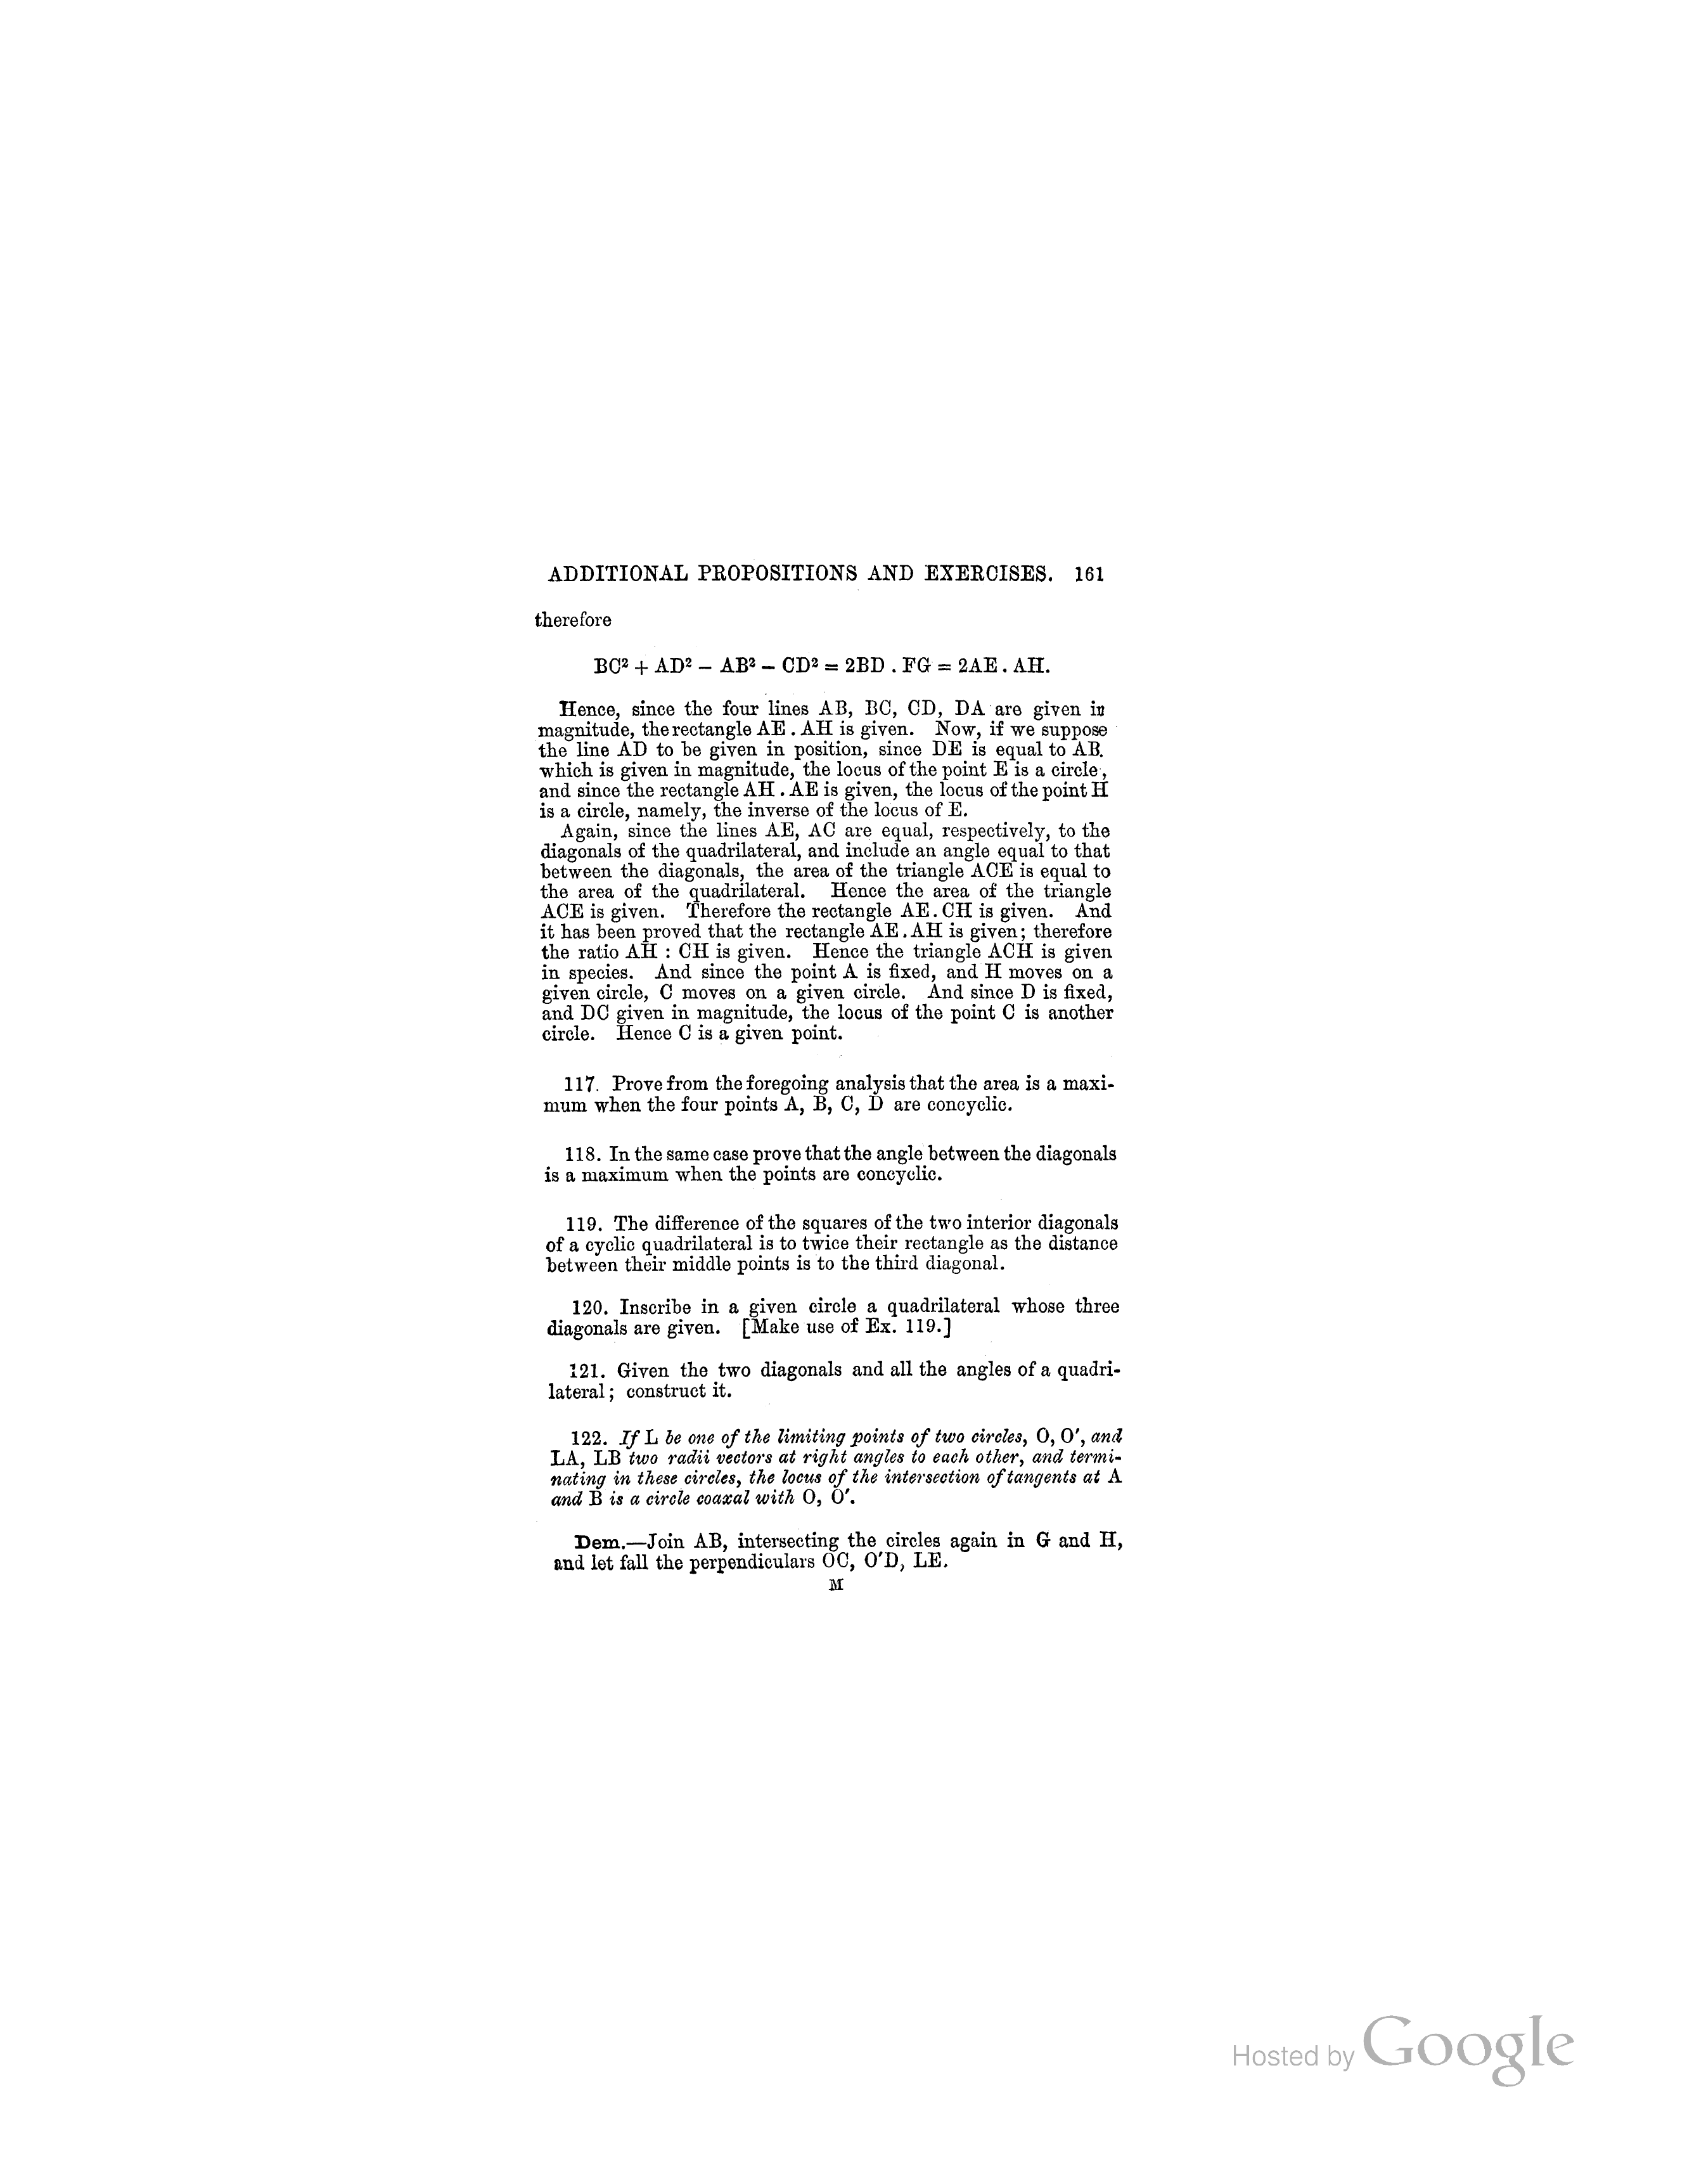 ADDITIONAL PROPOSITIONS AND EXERCISES. 161
therefore
BC² + AD² – AB² – CD² = 2BD . FG = 2AE . AH.
Hence, since the four lines AB, BC, CD, DA are given in
magnitude, the rectangle AE . AH is given. Now, if we suppose
the line AD to be given in position, since DE is equal to AB.
which is given in magnitude, the locus of the point E is a circle,
and since the rectangle AH . AE is given, the locus of the point H
is a circle, namely, the inverse of the locus of E.
Again, since the lines AE, AC are equal, respectively, to the
diagonals of the quadrilateral, and include an angle equal to that
between the diagonals, the area of the triangle ACE is equal to
the area of the quadrilateral. Hence the area of the triangle
ACE is given. Therefore the rectangle AE . CH is given. And
it has been proved that the rectangle AE . AH is given; therefore
the ratio AH : CH is given. Hence the triangle ACH is given
in species. And since the point A is fixed, and H moves on a
given circle, C moves on a given circle. And since D is fixed,
and DC given in magnitude, the locus of the point C is another
circle. Hence C is a given point.
117. Prove from the foregoing analysis that the area is a maxi-
mum when the four points A, B, C, D are concyclic.
118. In the same case prove that the angle between the diagonals
is a maximum when the points are concyclic.
119. The difference of the squares of the two interior diagonals
of a cyclic quadrilateral is to twice their rectangle as the distance
between their middle points is to the third diagonal.
120. Inscribe in a given circle a quadrilateral whose three
diagonals are given. [Make use of Ex. 119.]
121. Given the two diagonals and all the angles of a quadri-
lateral; construct it.
122. If L be one of the limiting points of two circles, O, O′, and
LA, LB two radii vectors at right angles to each other, and termi-
nating in these circles, the locus of the intersection of tangents at A
and B is a circle coaxal with O, O′.
Dem.—Join AB, intersecting the circles again in G and H,
and let fall the perpendiculars OC, O′D, LE.
M
Hosted by Google